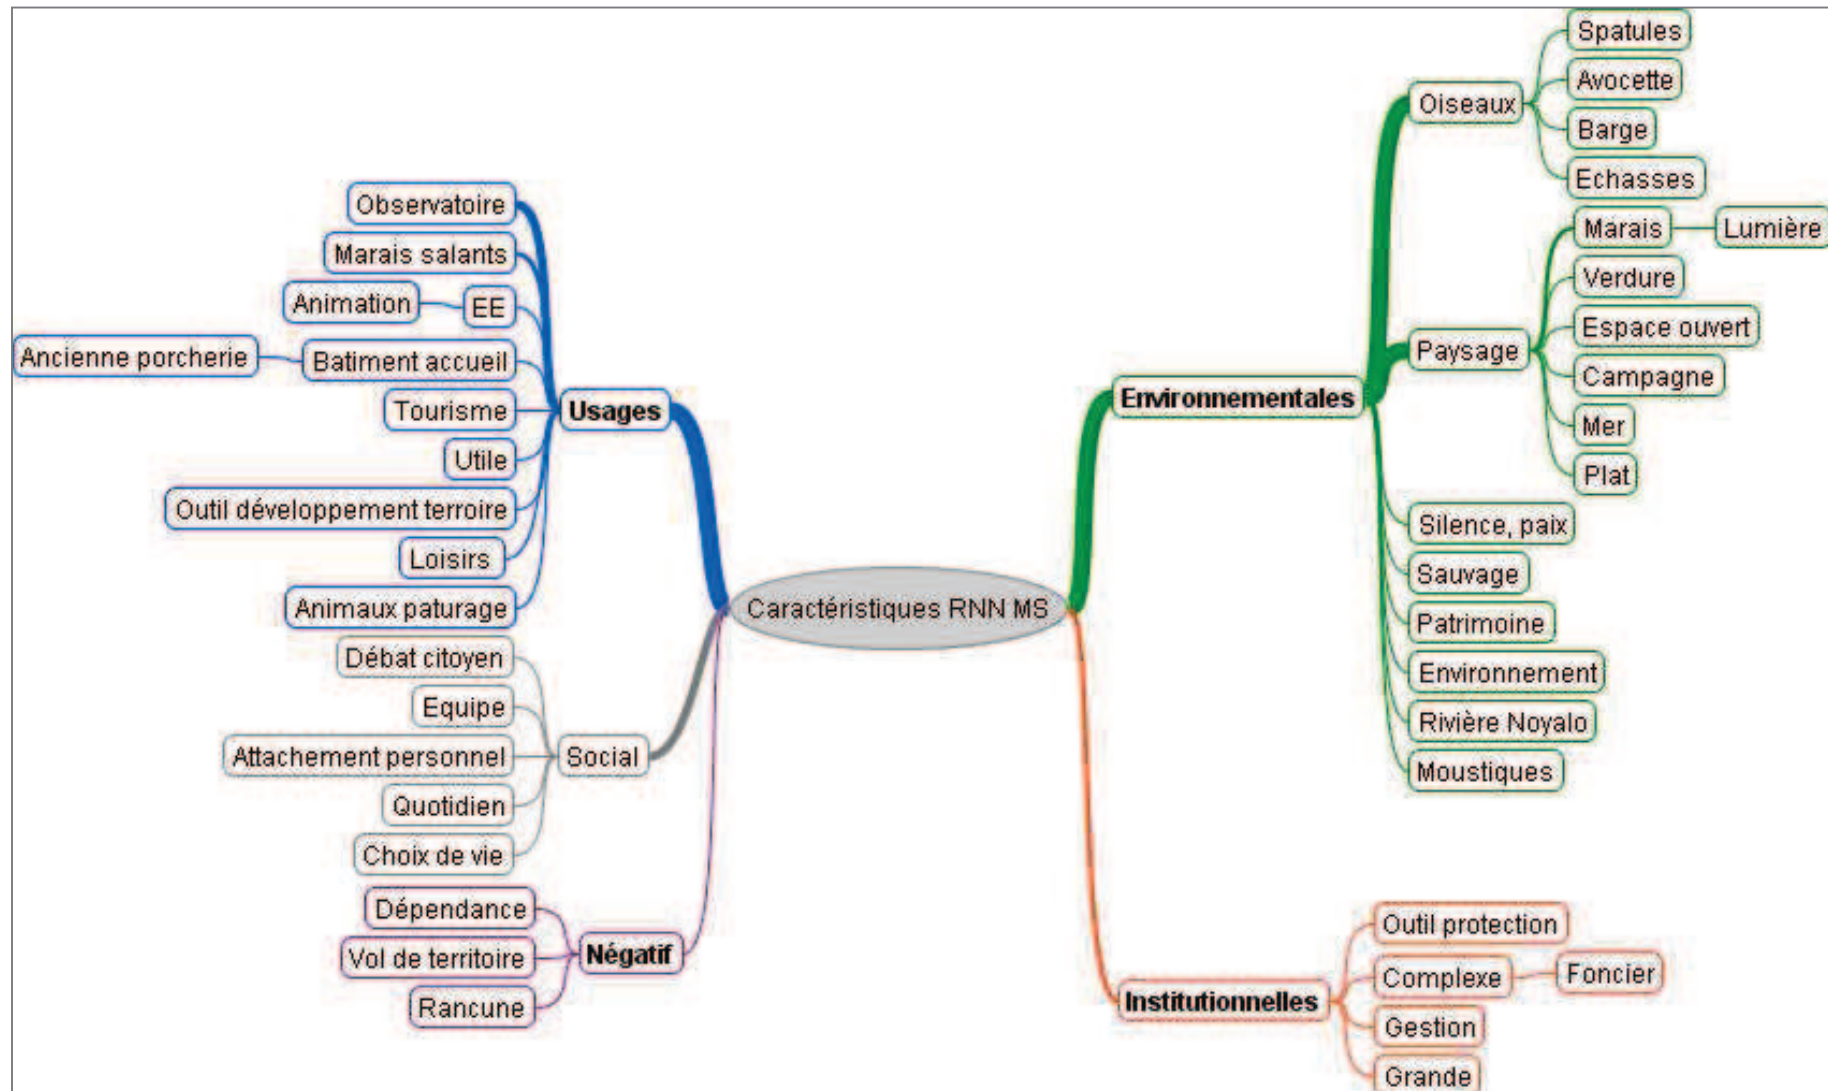 Caractéristiques RNN MS
Usages
Observatoire
Marais salants
EE
Animation
Batiment accueil
Ancienne porcherie
Tourisme
Utile
Outil développement terroire
Loisirs
Animaux paturage
Social
Débat citoyen
Equipe
Attachement personnel
Quotidien
Choix de vie
Négatif
Dépendance
Vol de territoire
Rancune
Environnementales
Oiseaux
Spatules
Avocette
Barge
Echasses
Paysage
Marais
Lumière
Verdure
Espace ouvert
Campagne
Mer
Plat
Silence, paix
Sauvage
Patrimoine
Environnement
Rivière Noyalo
Moustiques
Institutionnelles
Outil protection
Complexe
Foncier
Gestion
Grande